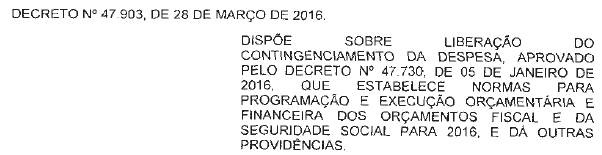 DECRETO Nº 47.903, DE 28 DE MARÇO DE 2016.
DISPÕE SOBRE LIBERAÇÃO DO
CONTINGENCIAMENTO DA DESPESA, APROVADO
PELO DECRETO Nº 47.730, DE 05 DE JANEIRO DE
2016, QUE ESTABELECE NORMAS PARA
PROGRAMAÇÃO E EXECUÇÃO ORÇAMENTÁRIA E
FINANCEIRA DOS ORÇAMENTOS FISCAL E DA
SEGURIDADE SOCIAL PARA 2016, E DÁ OUTRAS
PROVIDÊNCIAS.